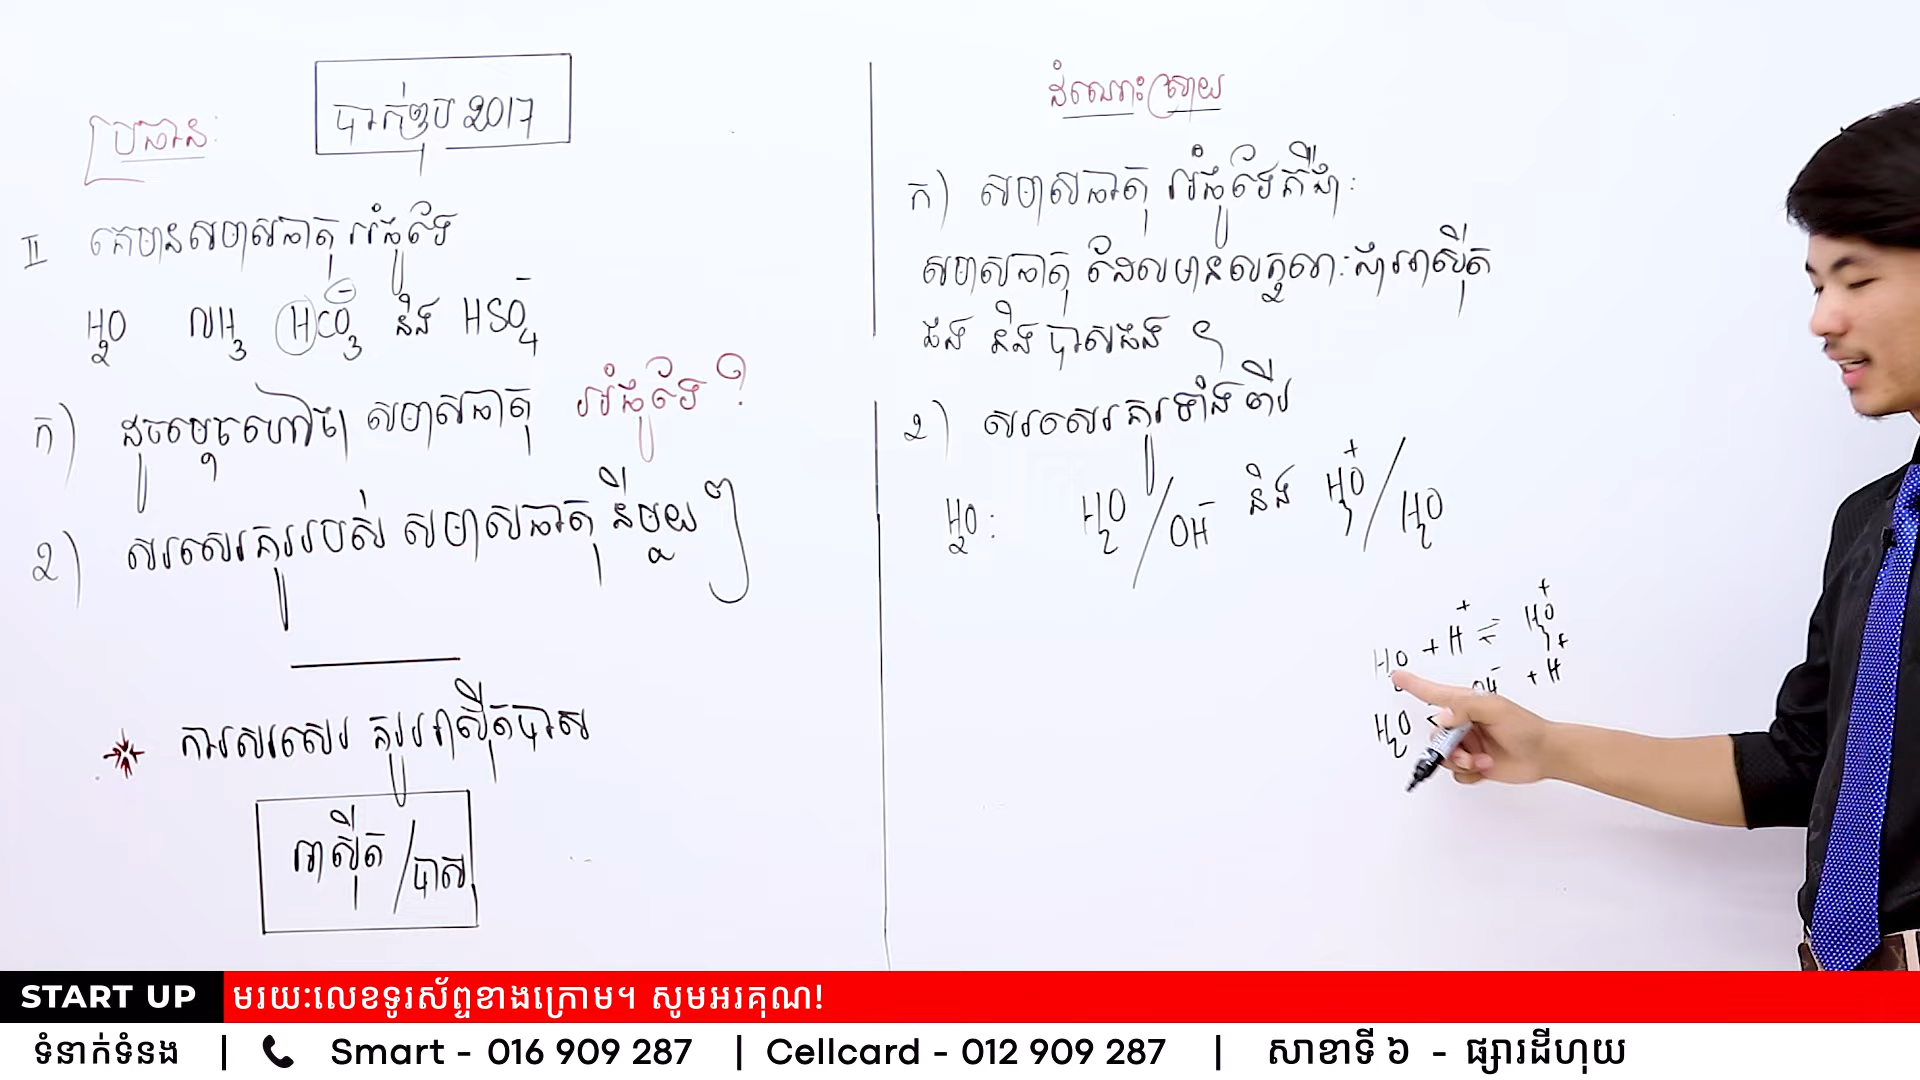 ប្រធាន:
បាក់ឌុប 2017
II គេមានសមាសធាតុអំផូទែ
H₂O HCO₃⁻ និង HSO₄⁻
ក) ដូចម្តេចហៅថា សមាសធាតុ អំផូទែ?
2) សរសេរគូរបស់ សមាសធាតុនីមួយៗ
ការសរសេរ គូអាស៊ីតបាស
អាស៊ីត/បាស
ដំណោះស្រាយ
ក) សមាសធាតុ អំផូទែគឺជា:
សមាសធាតុ ដែលមានលក្ខណៈជាអាស៊ីត
ផង និងបាសផង ។
2) សរសេរគូទាំងពីរ
H₂O: H₂O/OH⁻ និង H₃O⁺/H₂O
H₂O + H⁺ ⇌ H₃O⁺
H₂O OH⁻ + H⁺
START UP មរយៈលេខទូរស័ព្ទខាងក្រោម។ សូមអរគុណ!
ទំនាក់ទំនង | Smart - 016 909 287 | Cellcard - 012 909 287 | សាខាទី ៦ - ផ្សារដីហុយ